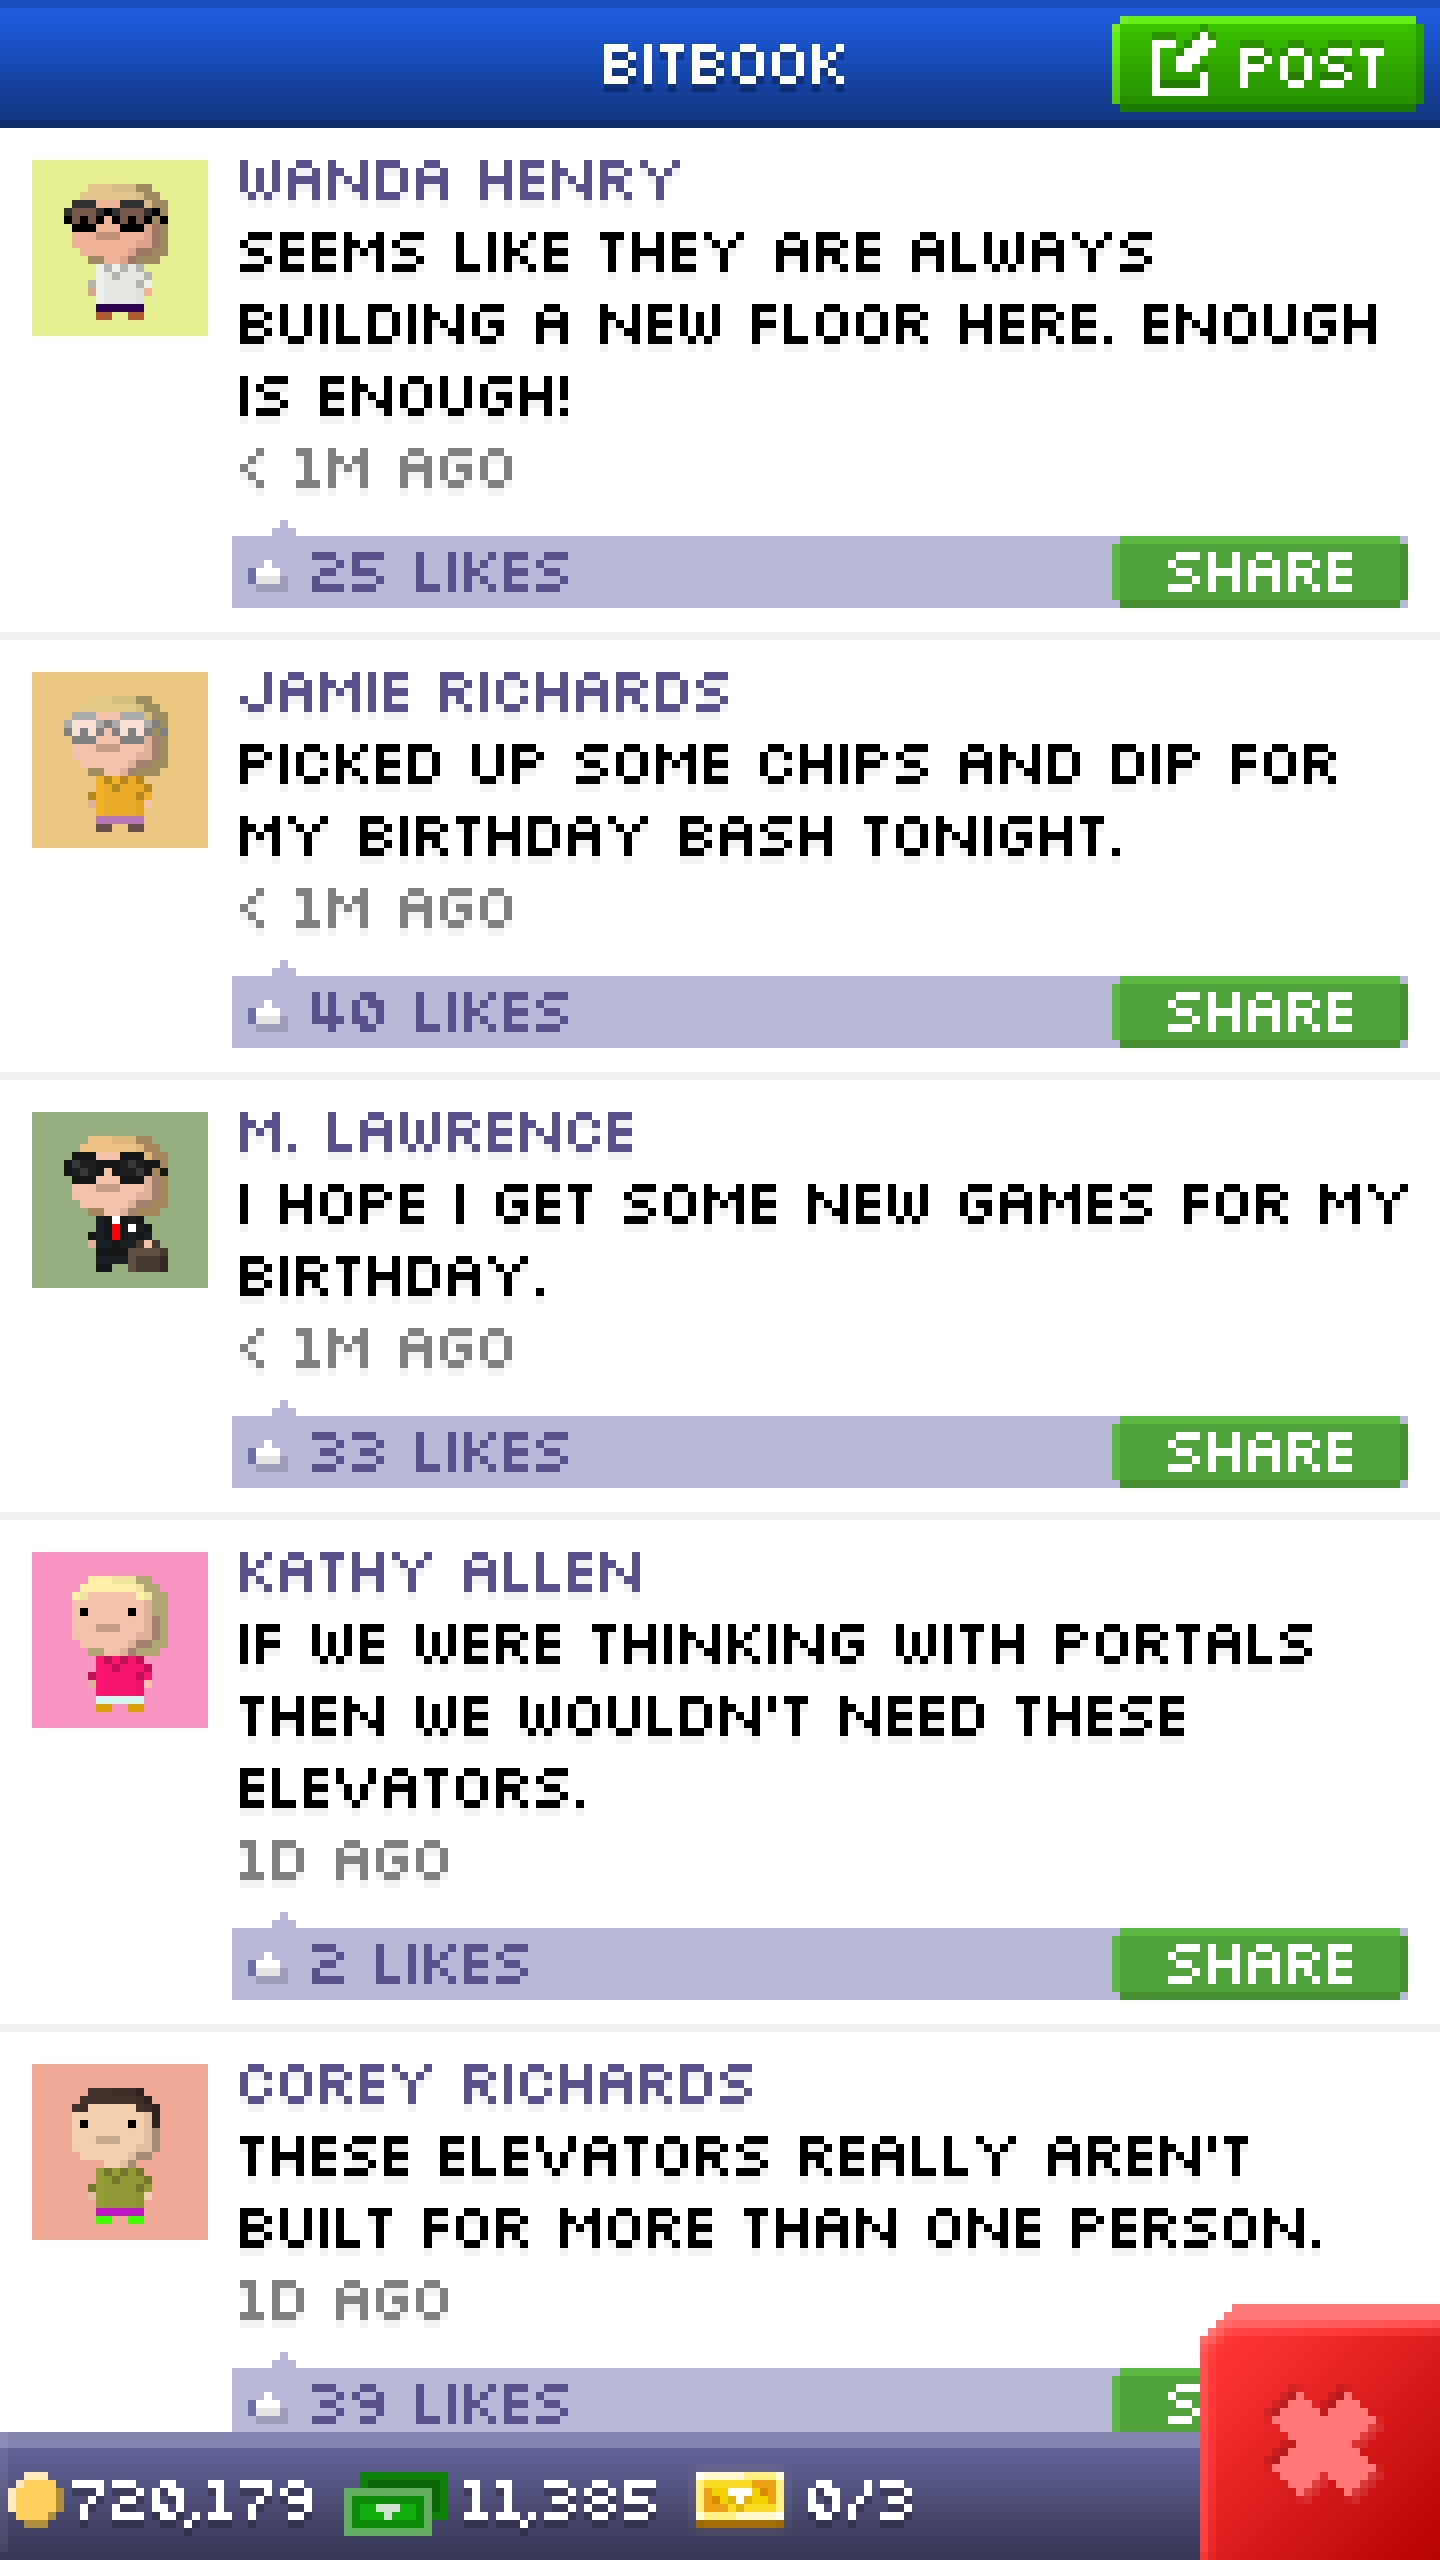 BITBOOK
POST
WANDA HENRY
SEEMS LIKE THEY ARE ALWAYS
BUILDING A NEW FLOOR HERE. ENOUGH
IS ENOUGH!
< 1M AGO
25 LIKES
SHARE
JAMIE RICHARDS
PICKED UP SOME CHIPS AND DIP FOR
MY BIRTHDAY BASH TONIGHT.
< 1M AGO
40 LIKES
SHARE
M. LAWRENCE
I HOPE I GET SOME NEW GAMES FOR MY
BIRTHDAY.
< 1M AGO
33 LIKES
SHARE
KATHY ALLEN
IF WE WERE THINKING WITH PORTALS
THEN WE WOULDN'T NEED THESE
ELEVATORS.
1D AGO
2 LIKES
SHARE
COREY RICHARDS
THESE ELEVATORS REALLY AREN'T
BUILT FOR MORE THAN ONE PERSON.
1D AGO
39 LIKES
720,179
11,385
0/3